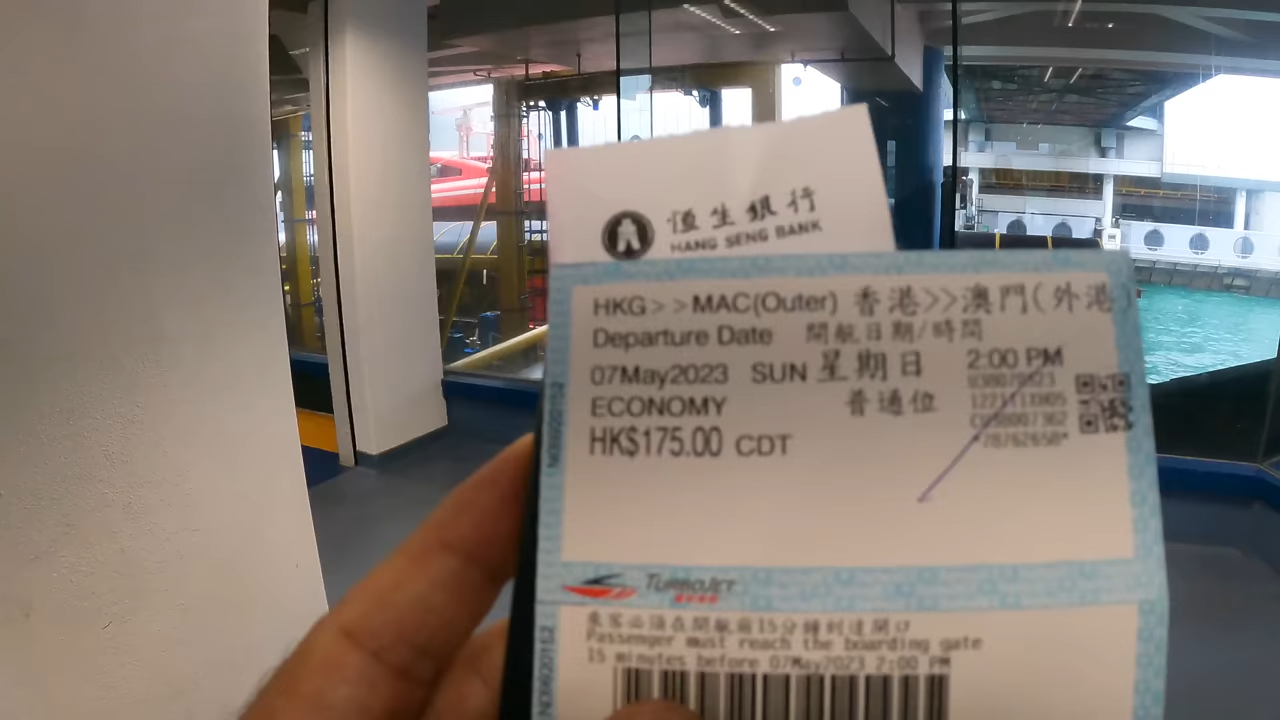 恒生銀行
HANG SENG BANK
HKG>>MAC(Outer) 香港>>澳門(外港)
Departure Date 開航日期/時間
07May2023 SUN 星期日 2:00 PM
ECONOMY 普通位
HK$175.00 CDT
TURBOJET
乘客必須在開航前15分鐘到達閘口
Passenger must reach the boarding gate
15 minutes before 07May2023 2:00 PM